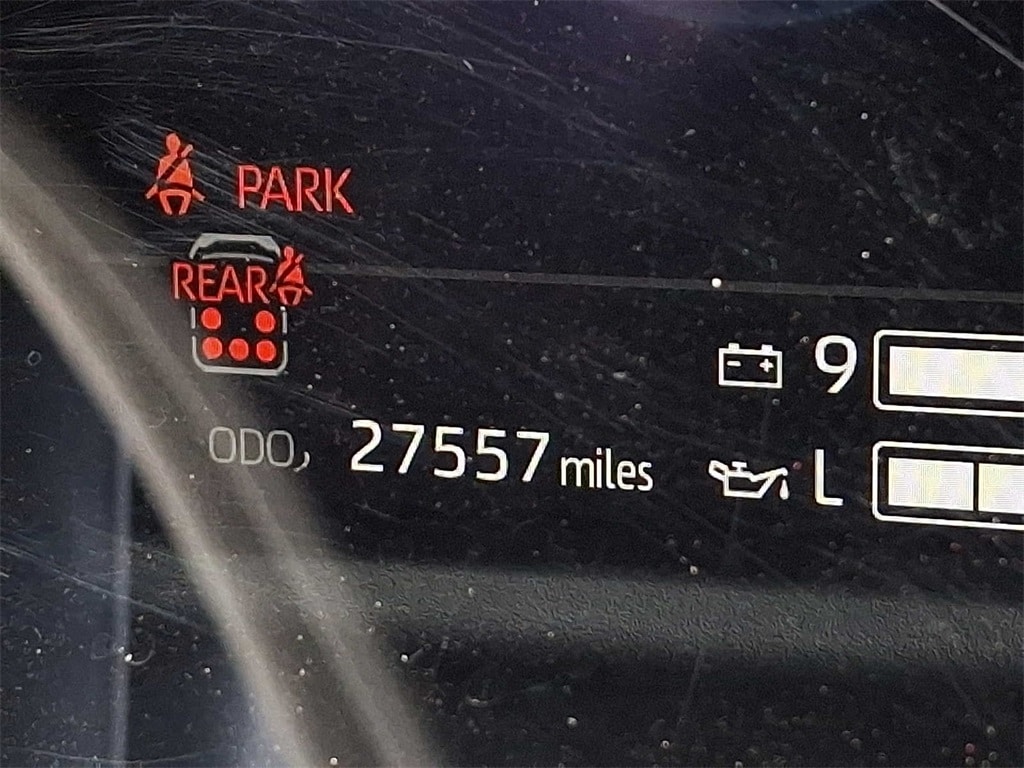 PARK
REAR
9
ODO
27557 miles
L